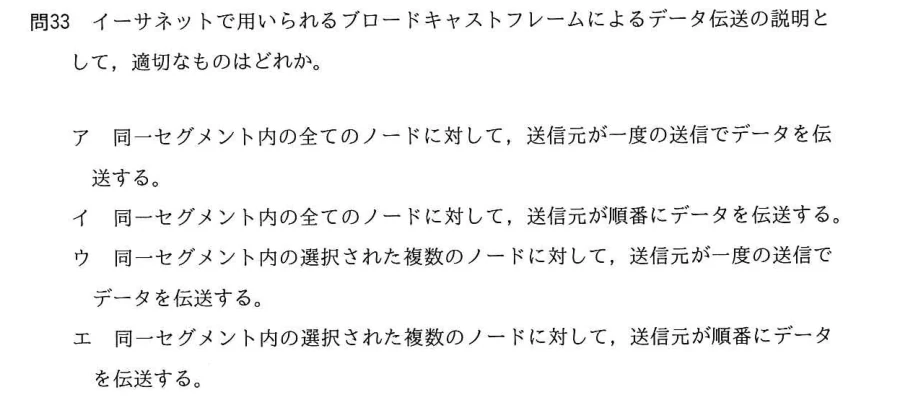 問33　イーサネットで用いられるブロードキャストフレームによるデータ伝送の説明と
して，適切なものはどれか。
ア　同一セグメント内の全てのノードに対して，送信元が一度の送信でデータを伝
送する。
イ　同一セグメント内の全てのノードに対して，送信元が順番にデータを伝送する。
ウ　同一セグメント内の選択された複数のノードに対して，送信元が一度の送信で
データを伝送する。
エ　同一セグメント内の選択された複数のノードに対して，送信元が順番にデータ
を伝送する。